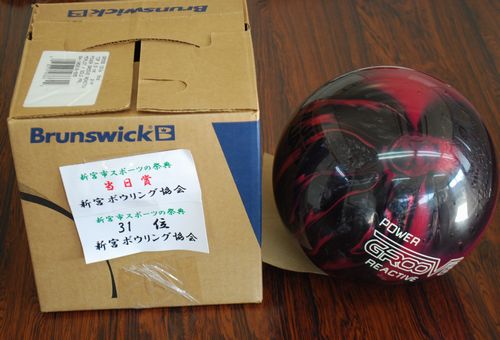 Brunswick
Brunswick
新宮市スポーツの祭典
当日賞
新宮ボウリング協会
新宮市スポーツの祭典
31 位
新宮ボウリング協会
POWER
GROOVE
REACTIVE